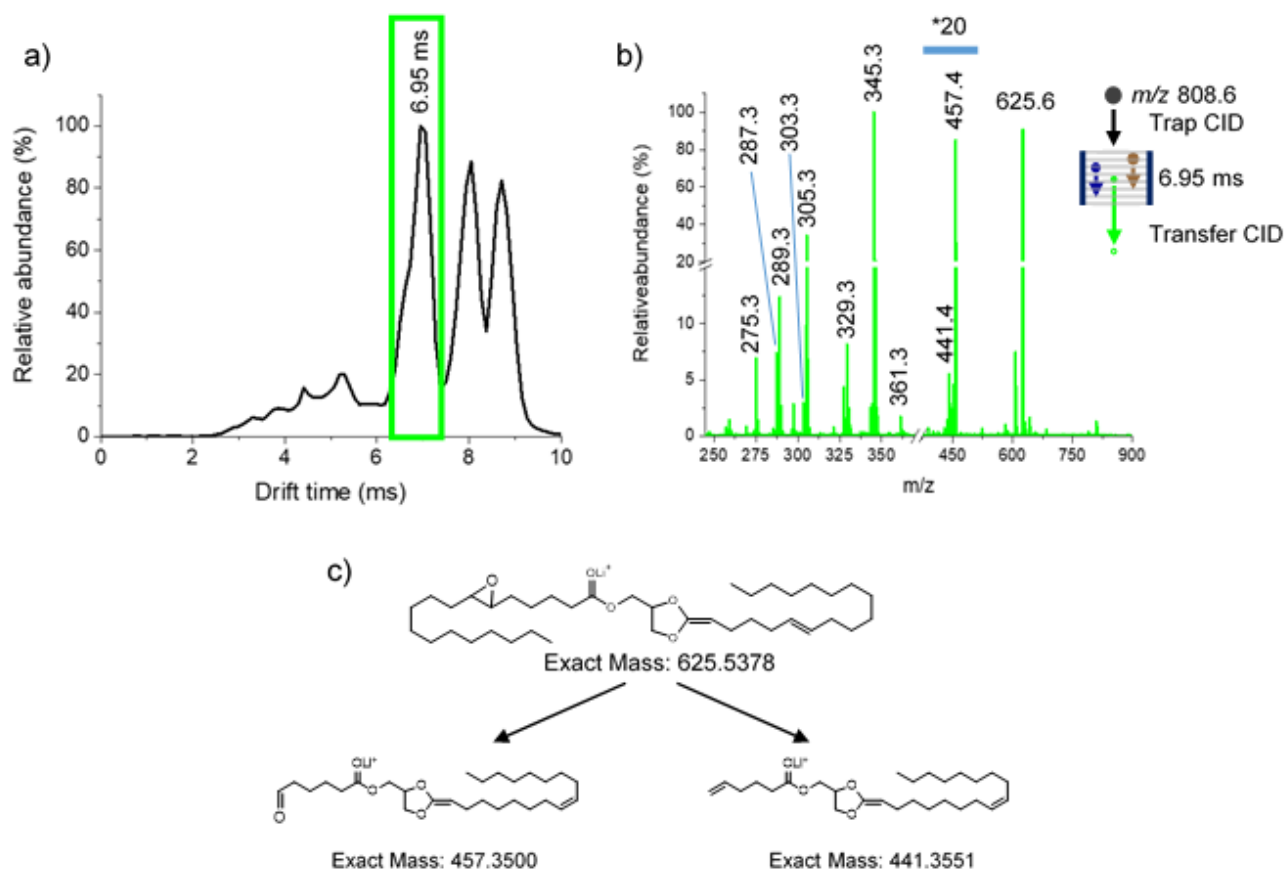 a)
6.95 ms
Relative abundance (%)
100
80
60
40
20
0
0
2
4
6
8
10
Drift time (ms)
b)
*20
Relativeabundance (%)
100
80
60
40
20
10
5
0
275.3
287.3
289.3
303.3
305.3
329.3
345.3
361.3
441.4
457.4
625.6
250
300
350
450
600
750
900
m/z
m/z 808.6
Trap CID
6.95 ms
Transfer CID
c)
O
OLi⁺
O
O
O
Exact Mass: 625.5378
OLi⁺
O
O
O
O
Exact Mass: 457.3500
OLi⁺
O
O
O
Exact Mass: 441.3551